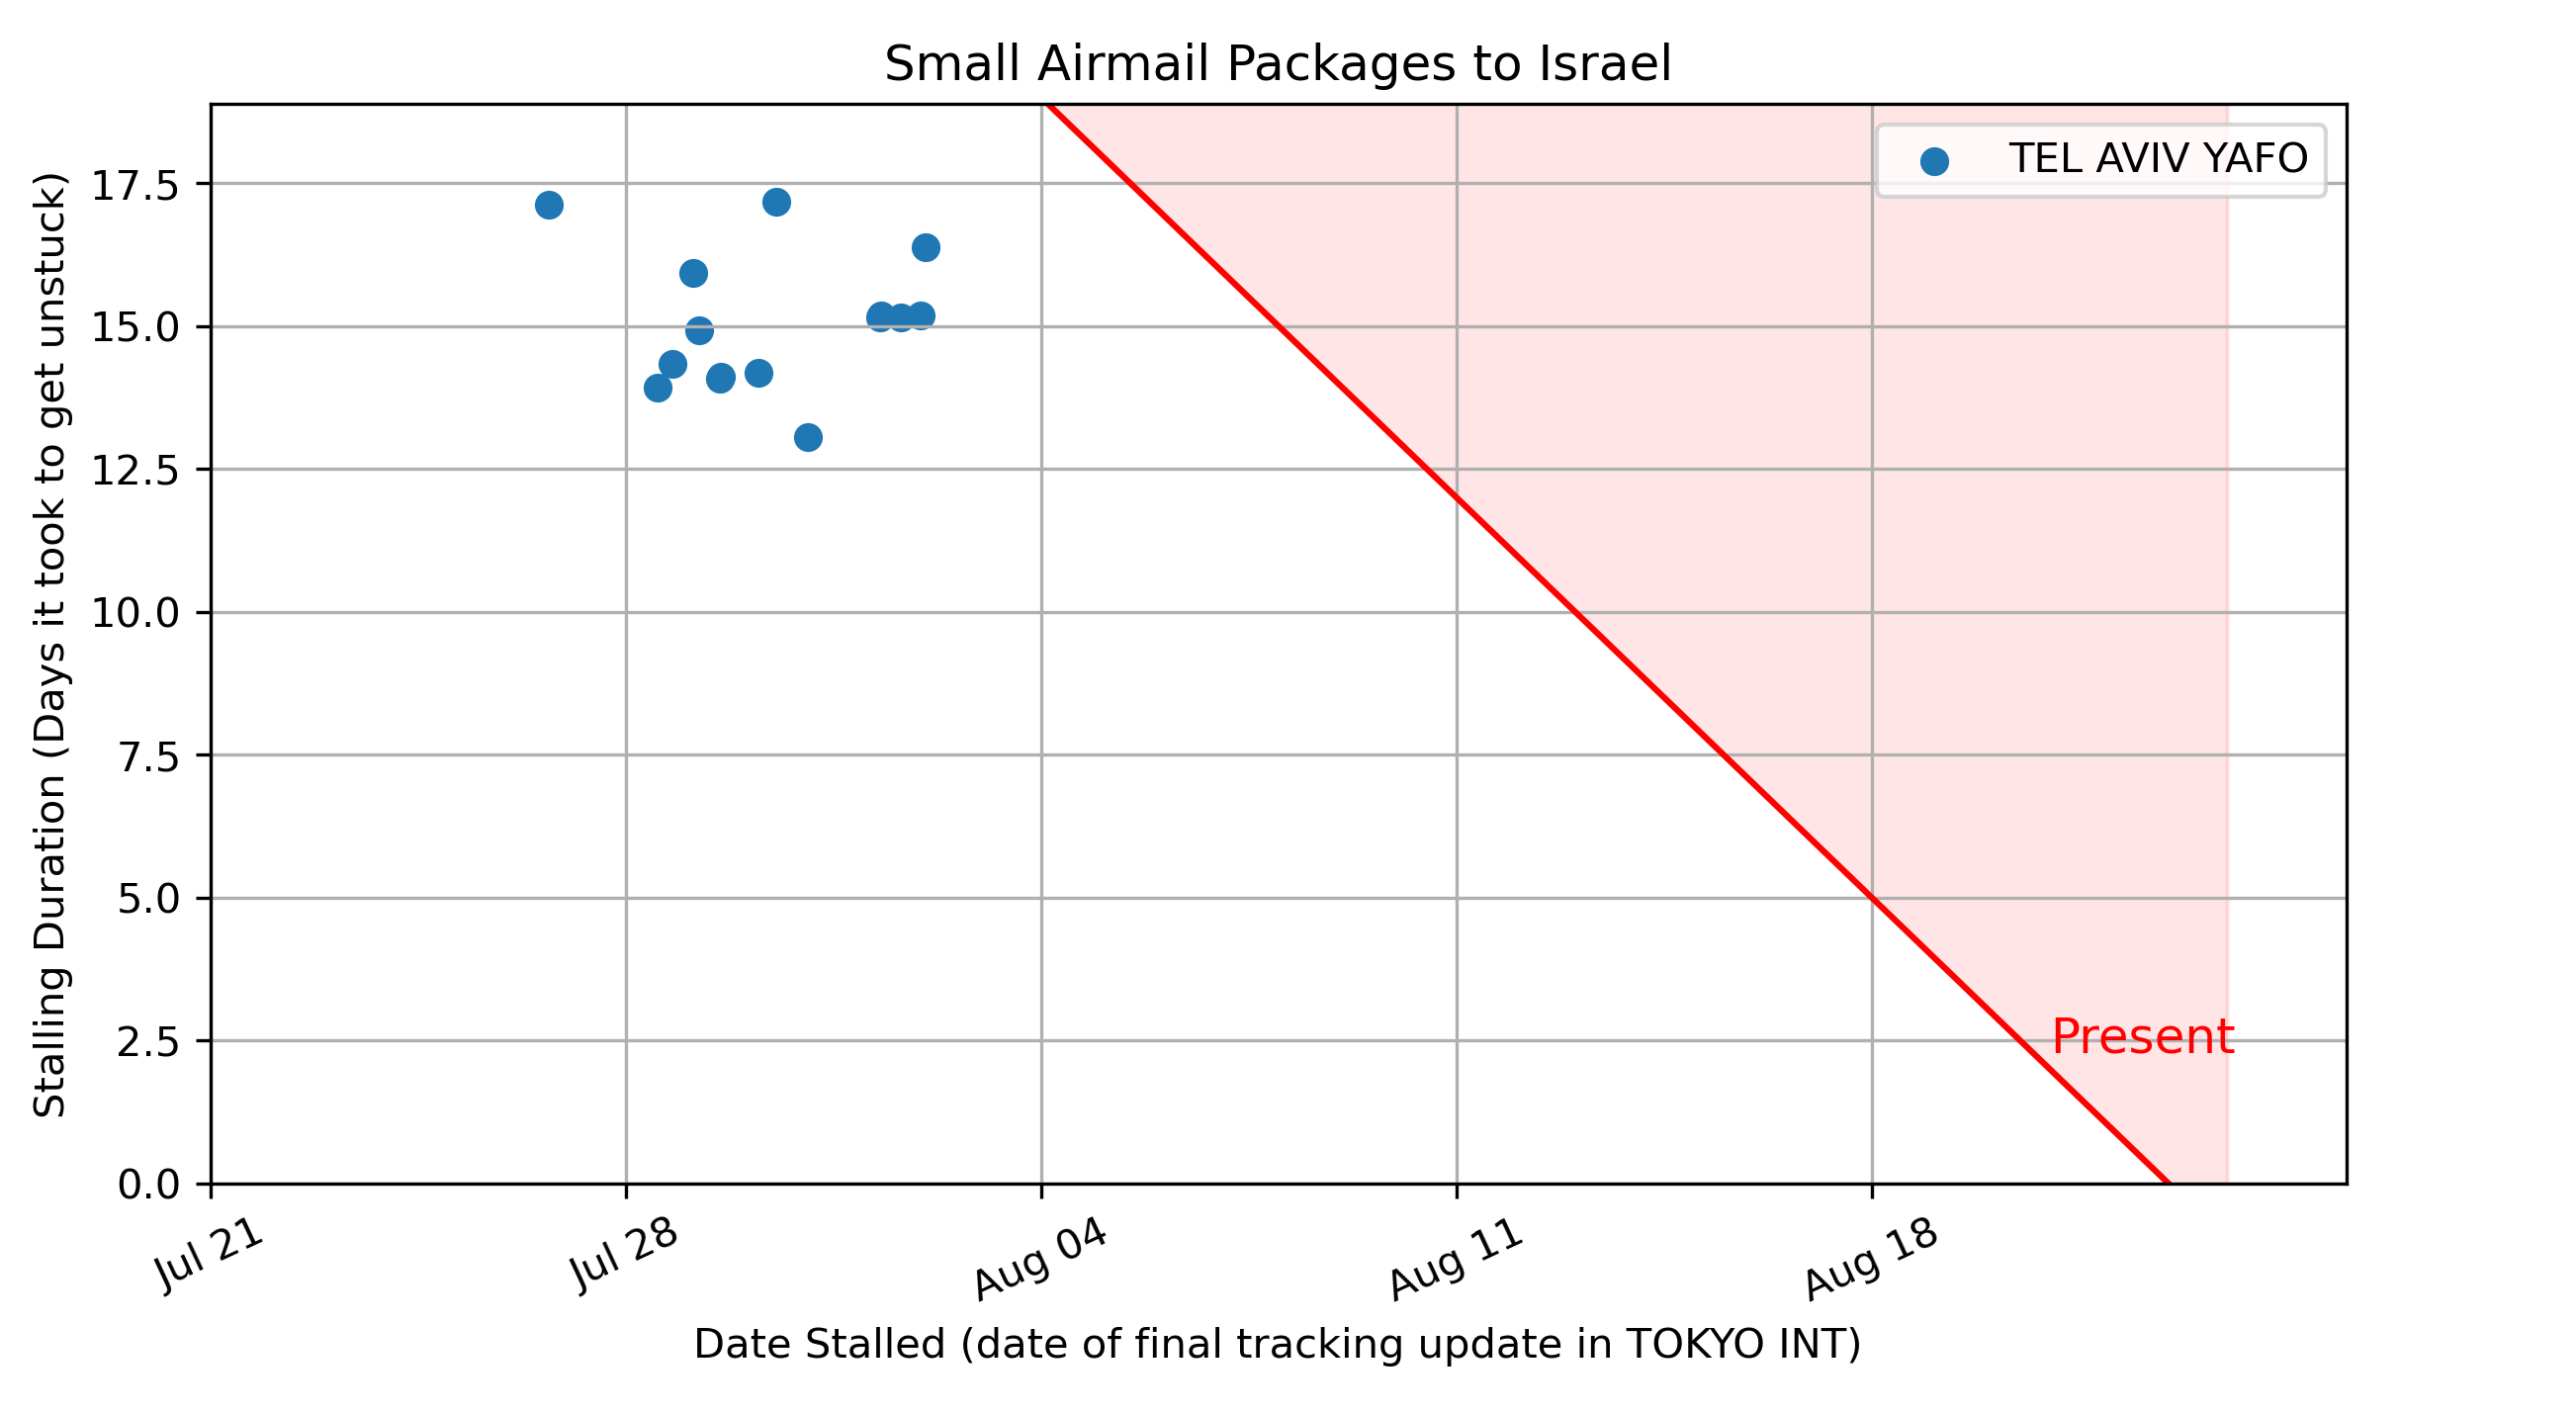 Small Airmail Packages to Israel
TEL AVIV YAFO
Stalling Duration (Days it took to get unstuck)
17.5
15.0
12.5
10.0
7.5
5.0
2.5
0.0
Present
Jul 21
Jul 28
Aug 04
Aug 11
Aug 18
Date Stalled (date of final tracking update in TOKYO INT)